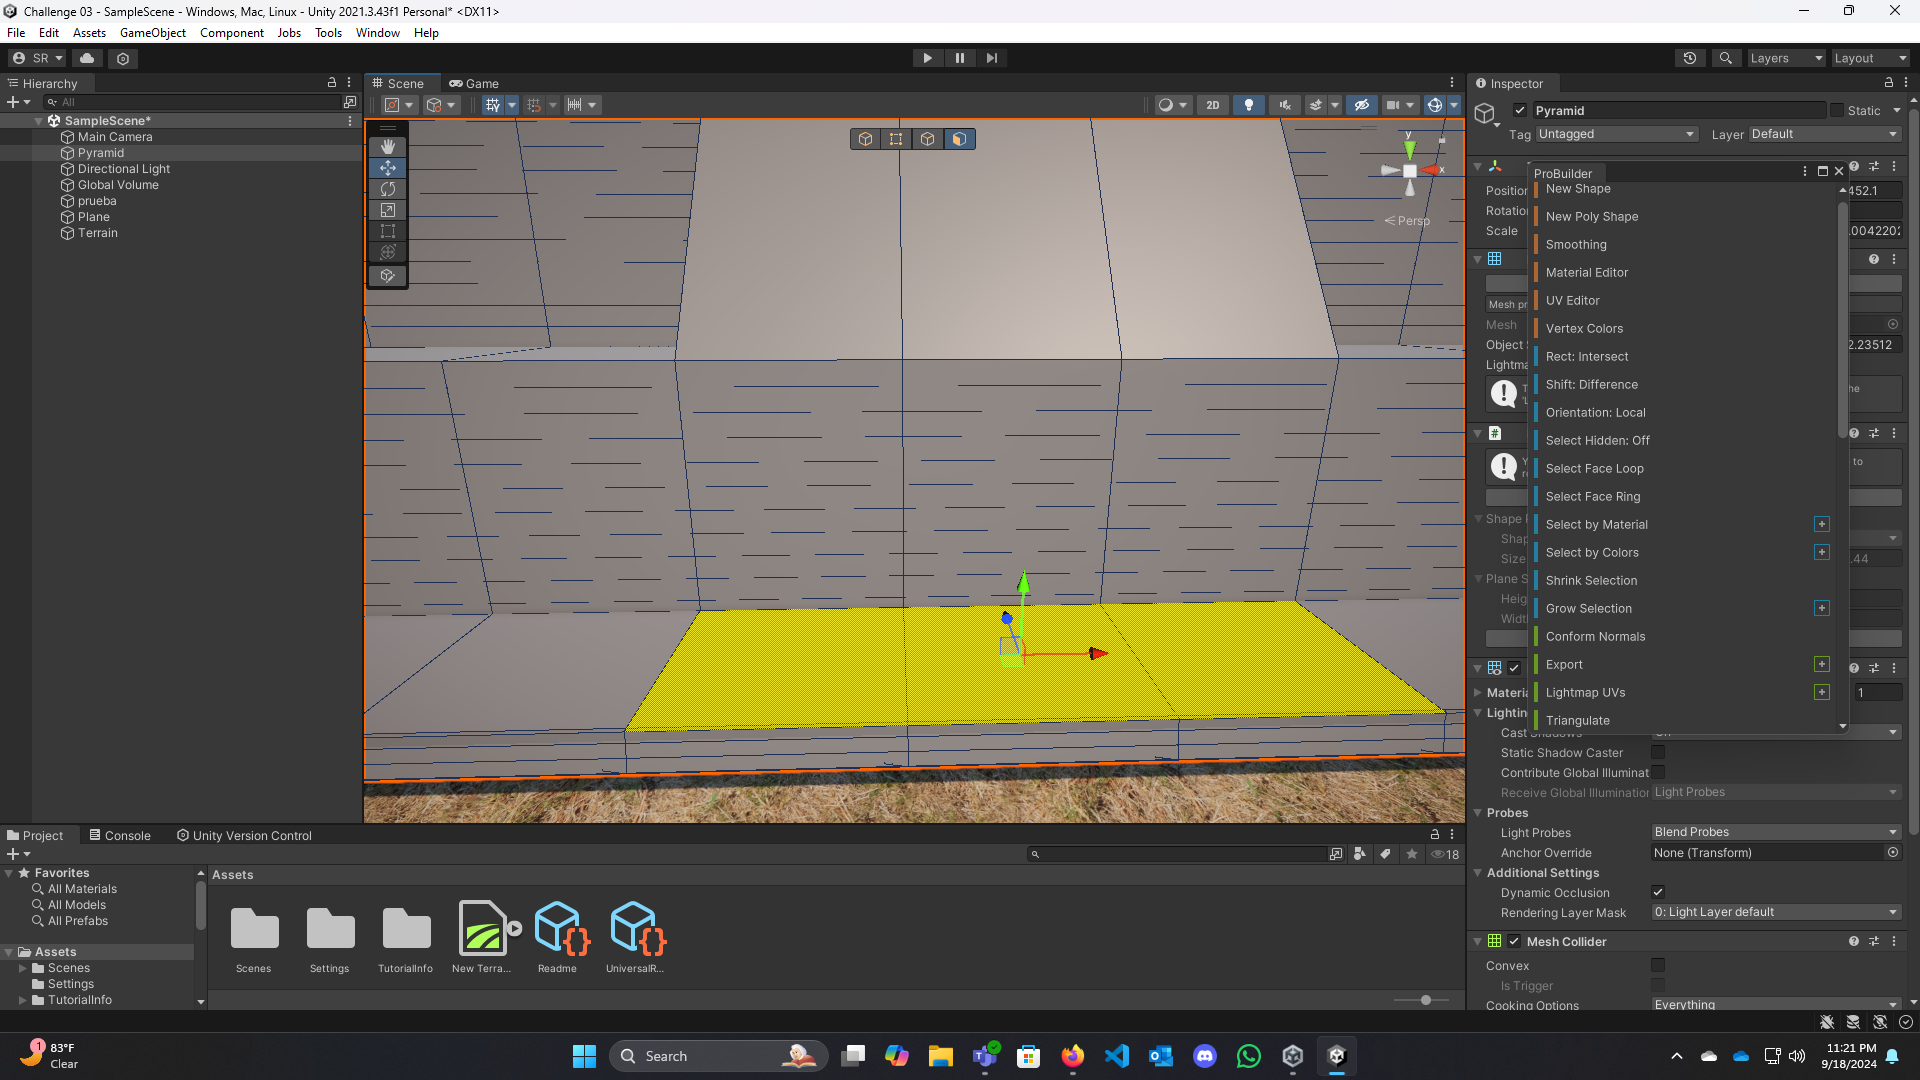 Challenge 03 - SampleScene - Windows, Mac, Linux - Unity 2021.3.43f1 Personal* <DX11>
File Edit Assets GameObject Component Jobs Tools Window Help
SR
Layers
Layout
Hierarchy
All
SampleScene*
Main Camera
Pyramid
Directional Light
Global Volume
prueba
Plane
Terrain
Scene
Game
2D
y
x
Persp
Inspector
Pyramid
Static
Tag Untagged
Layer Default
Position
452.1
Rotation
Scale
.0042202
Mesh
Object
2.23512
Lightma
Shape
Shap
Size
.44
Plane S
Heig
Width
Materia
1
Lighting
Cast Shadows
Static Shadow Caster
Contribute Global Illuminat
Receive Global Illumination
Light Probes
Probes
Light Probes
Blend Probes
Anchor Override
None (Transform)
Additional Settings
Dynamic Occlusion
Rendering Layer Mask
0: Light Layer default
Mesh Collider
Convex
Is Trigger
Cooking Options
Everything
ProBuilder
New Shape
New Poly Shape
Smoothing
Material Editor
UV Editor
Vertex Colors
Rect: Intersect
Shift: Difference
Orientation: Local
Select Hidden: Off
Select Face Loop
Select Face Ring
Select by Material
Select by Colors
Shrink Selection
Grow Selection
Conform Normals
Export
Lightmap UVs
Triangulate
Project
Console
Unity Version Control
18
Favorites
All Materials
All Models
All Prefabs
Assets
Scenes
Settings
TutorialInfo
Assets
Scenes
Settings
TutorialInfo
New Terra...
Readme
UniversalR...
1
83°F
Clear
Search
11:21 PM
9/18/2024